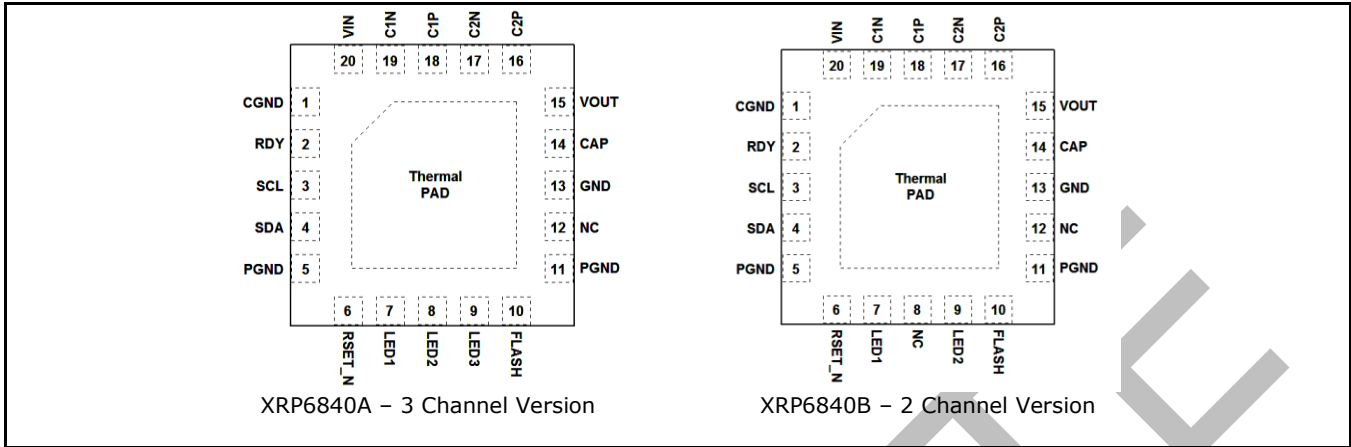 VIN C1N C1P C2N C2P
20 19 18 17 16
CGND 1
RDY 2
SCL 3
SDA 4
PGND 5
Thermal
PAD
15 VOUT
14 CAP
13 GND
12 NC
11 PGND
6 7 8 9 10
RSET_N LED1 LED2 LED3 FLASH
XRP6840A – 3 Channel Version
VIN C1N C1P C2N C2P
20 19 18 17 16
CGND 1
RDY 2
SCL 3
SDA 4
PGND 5
Thermal
PAD
15 VOUT
14 CAP
13 GND
12 NC
11 PGND
6 7 8 9 10
RSET_N LED1 NC LED2 FLASH
XRP6840B – 2 Channel Version